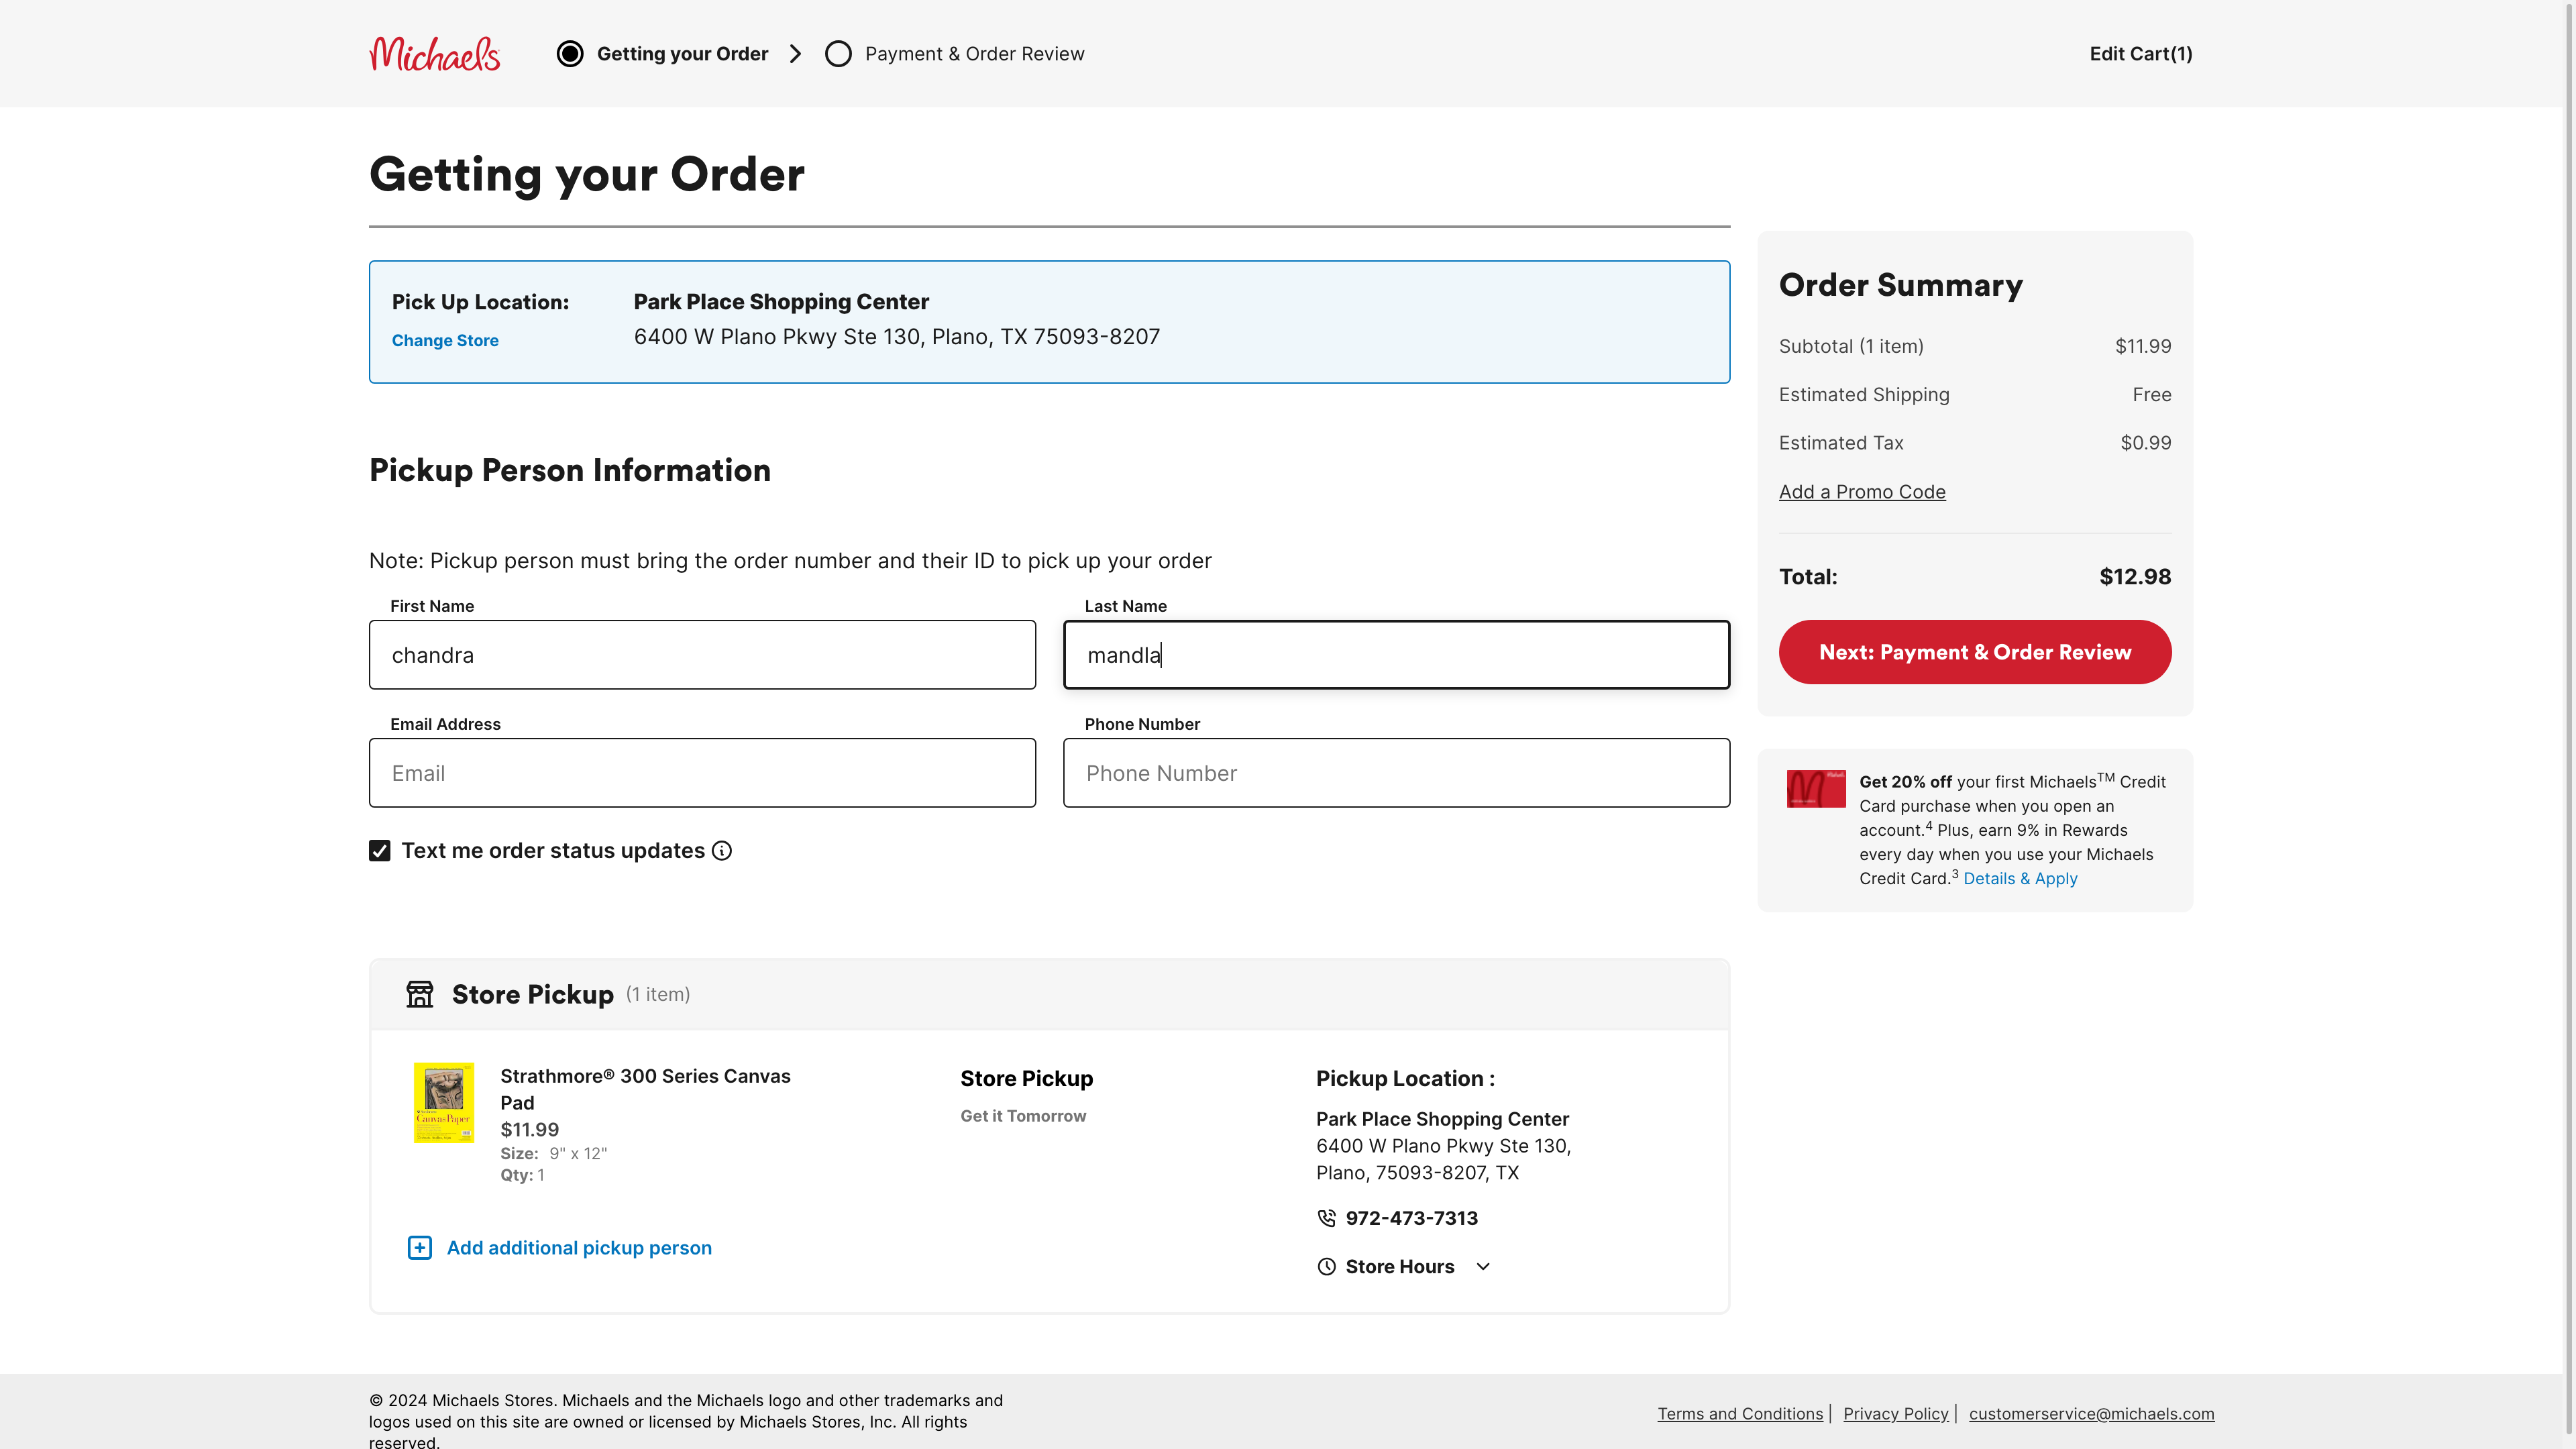 Michaels
Getting your Order
Payment & Order Review
Edit Cart(1)
Getting your Order
Pick Up Location:
Change Store
Park Place Shopping Center
6400 W Plano Pkwy Ste 130, Plano, TX 75093-8207
Pickup Person Information
Note: Pickup person must bring the order number and their ID to pick up your order
First Name
Last Name
chandra
mandla
Email Address
Phone Number
Email
Phone Number
Text me order status updates
Order Summary
Subtotal (1 item) $11.99
Estimated Shipping Free
Estimated Tax $0.99
Add a Promo Code
Total: $12.98
Next: Payment & Order Review
Get 20% off your first Michaels™ Credit
Card purchase when you open an
account.4 Plus, earn 9% in Rewards
every day when you use your Michaels
Credit Card.3 Details & Apply
Store Pickup (1 item)
Canvas Paper
Strathmore® 300 Series Canvas
Pad
$11.99
Size: 9" x 12"
Qty: 1
Add additional pickup person
Store Pickup
Get it Tomorrow
Pickup Location :
Park Place Shopping Center
6400 W Plano Pkwy Ste 130,
Plano, 75093-8207, TX
972-473-7313
Store Hours
© 2024 Michaels Stores. Michaels and the Michaels logo and other trademarks and
logos used on this site are owned or licensed by Michaels Stores, Inc. All rights
reserved.
Terms and Conditions | Privacy Policy | customerservice@michaels.com